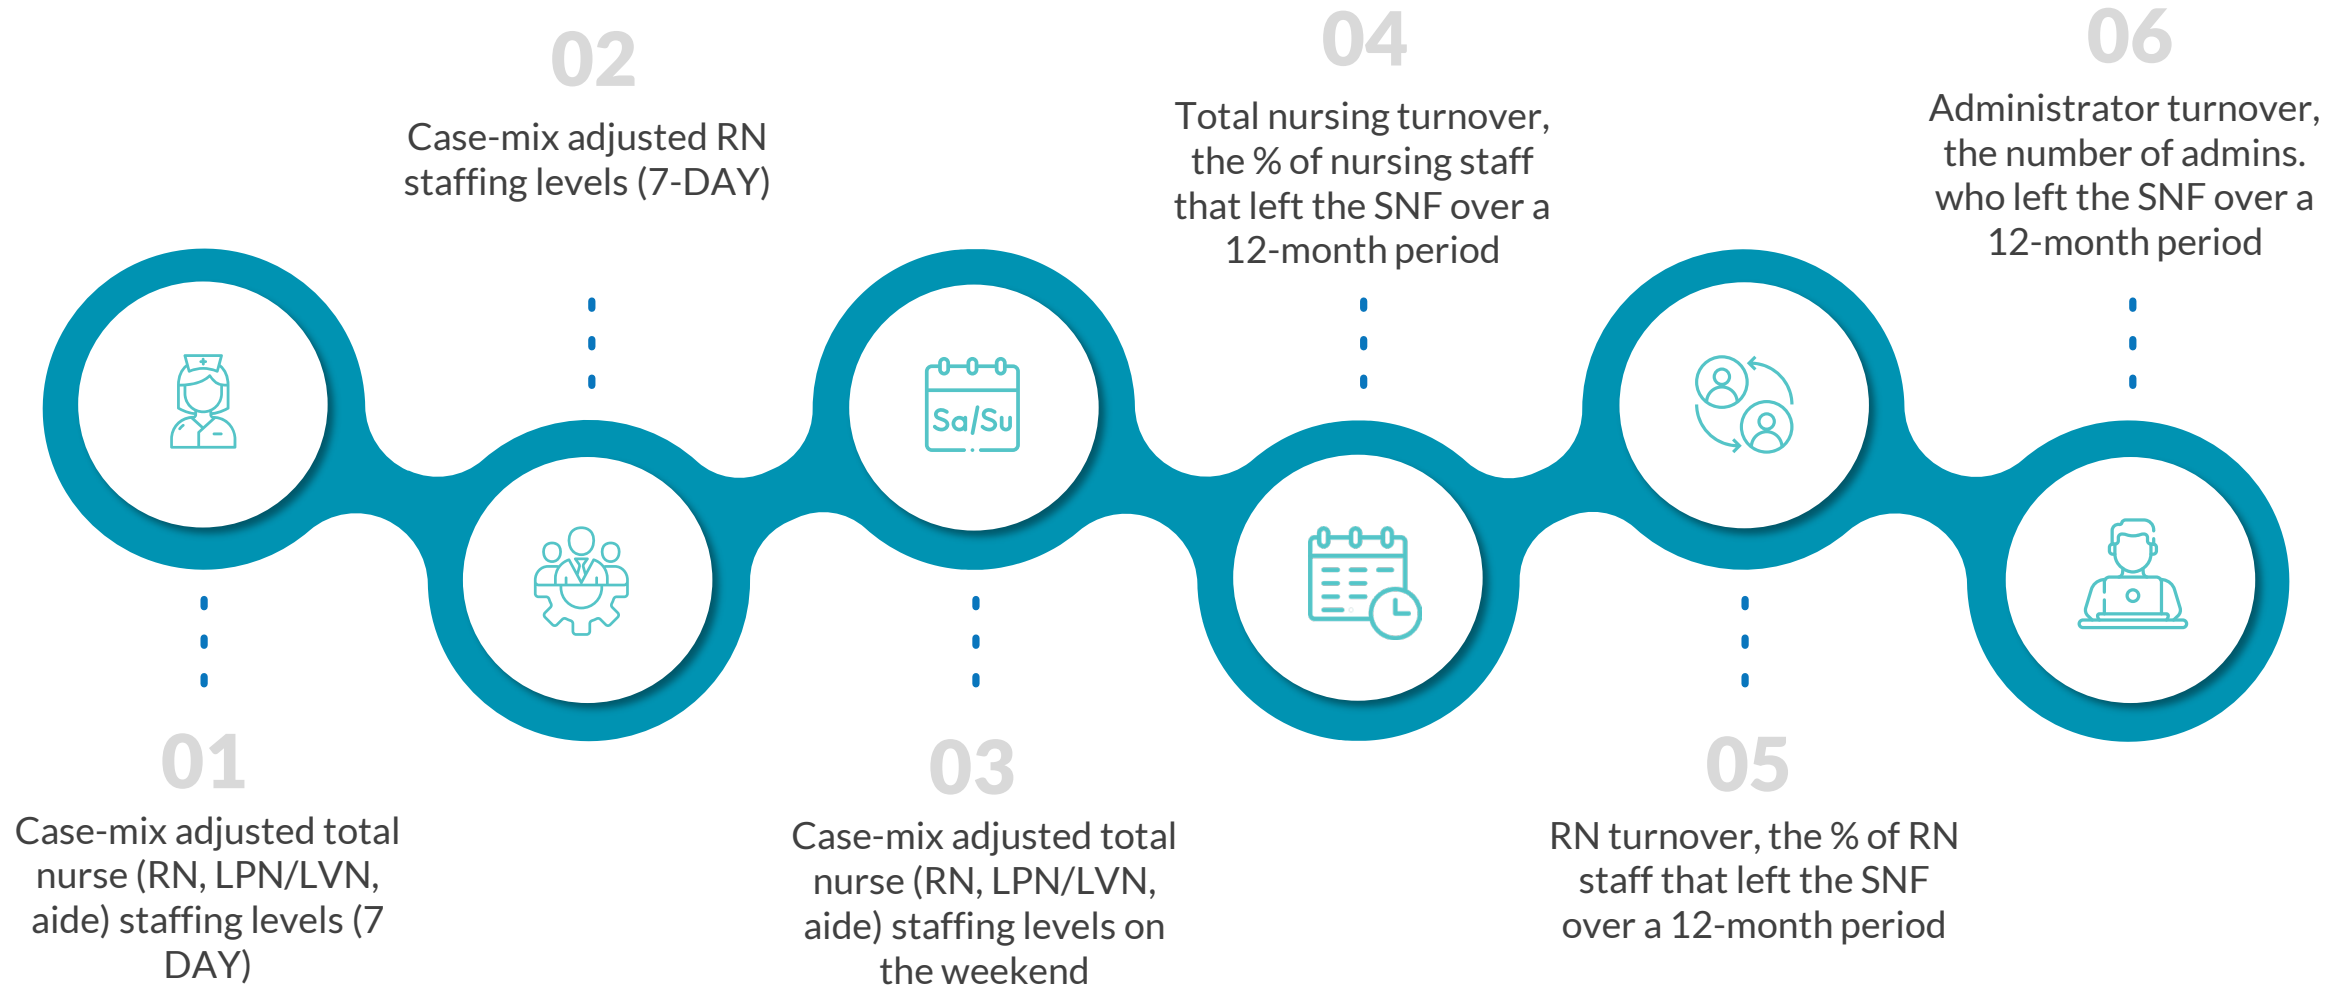 01
Case-mix adjusted total
nurse (RN, LPN/LVN,
aide) staffing levels (7
DAY)
02
Case-mix adjusted RN
staffing levels (7-DAY)
03
Case-mix adjusted total
nurse (RN, LPN/LVN,
aide) staffing levels on
the weekend
Sa/Su
04
Total nursing turnover,
the % of nursing staff
that left the SNF over a
12-month period
05
RN turnover, the % of RN
staff that left the SNF
over a 12-month period
06
Administrator turnover,
the number of admins.
who left the SNF over a
12-month period